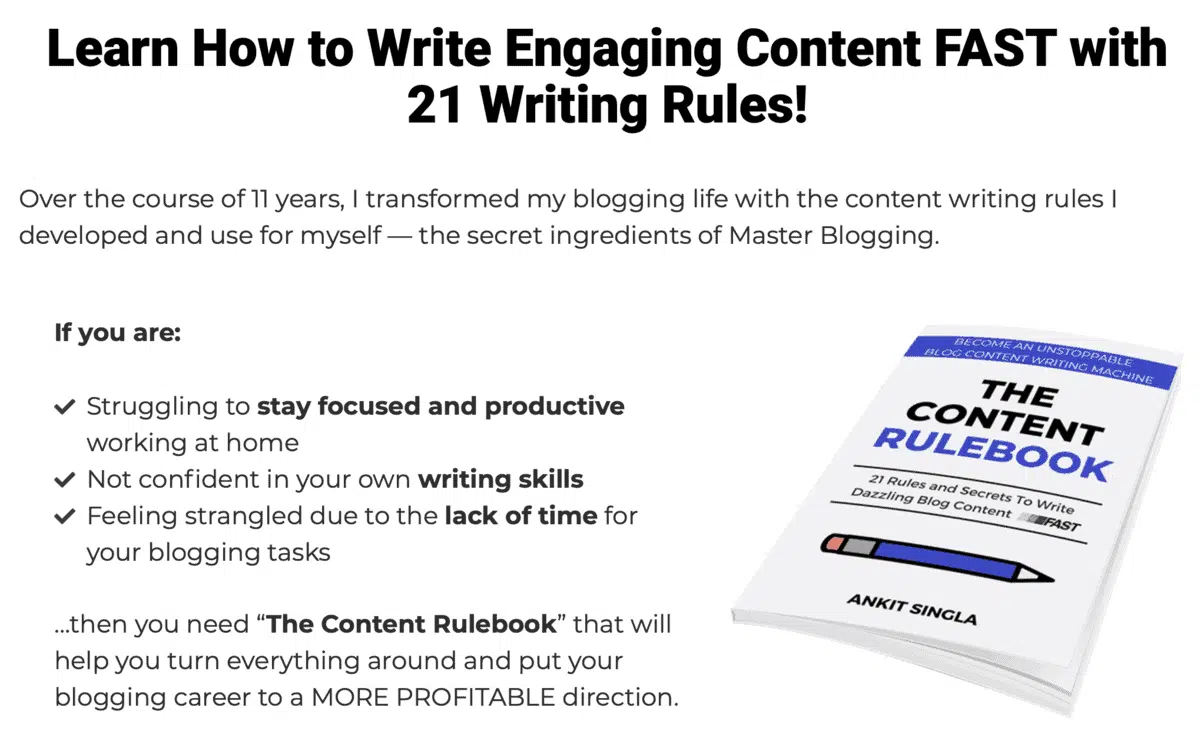 Learn How to Write Engaging Content FAST with
21 Writing Rules!
Over the course of 11 years, I transformed my blogging life with the content writing rules I
developed and use for myself — the secret ingredients of Master Blogging.
If you are:
Struggling to stay focused and productive
working at home
Not confident in your own writing skills
Feeling strangled due to the lack of time for
your blogging tasks
...then you need “The Content Rulebook” that will
help you turn everything around and put your
blogging career to a MORE PROFITABLE direction.
BECOME AN UNSTOPPABLE
BLOG CONTENT WRITING MACHINE
THE
CONTENT
RULEBOOK
21 Rules and Secrets To Write
Dazzling Blog Content FAST
ANKIT SINGLA